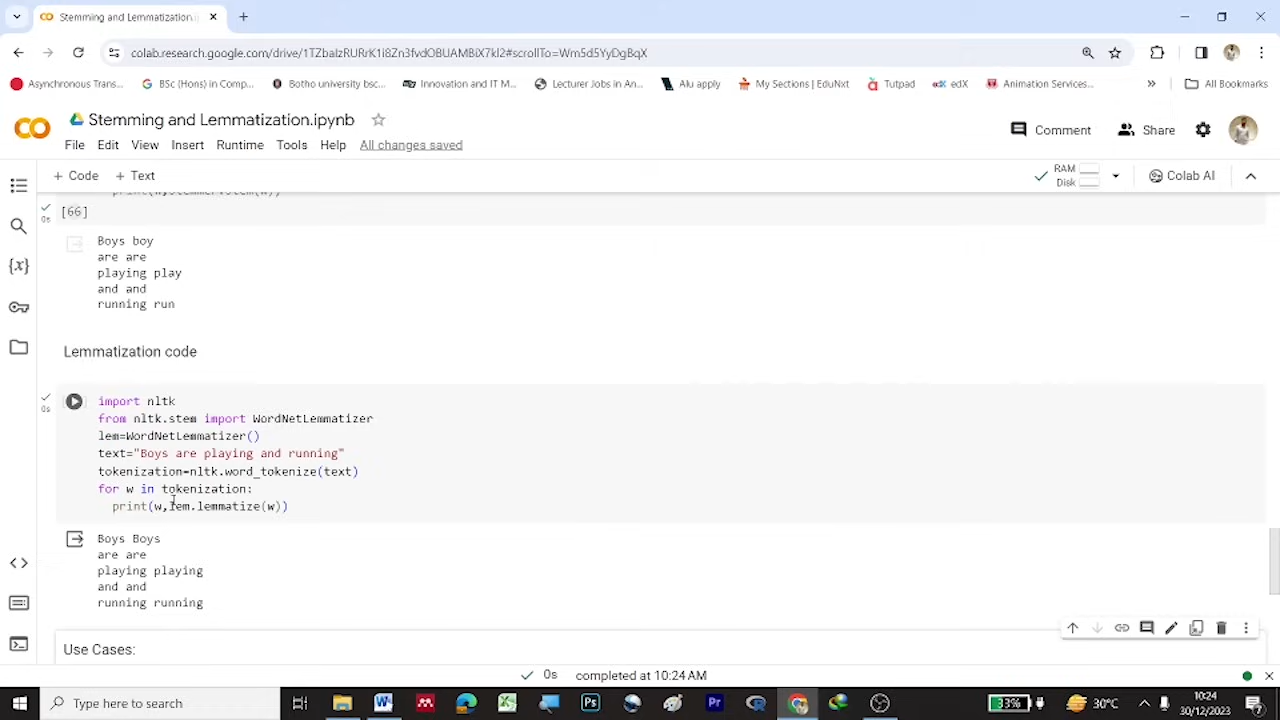 Stemming and Lemmatization.i
colab.research.google.com/drive/1TZbaIzRURrK1i8Zn3fvdOBUAMBiX7kl2#scrollTo=Wm5d5YyDgBqX
Asynchronous Trans...
BSc (Hons) in Comp...
Botho university bsc...
Innovation and IT M...
Lecturer Jobs in An...
Alu apply
My Sections | EduNxt
Tutpad
edX
Animation Services...
»
All Bookmarks
Stemming and Lemmatization.ipynb
File Edit View Insert Runtime Tools Help All changes saved
Comment
Share
+ Code + Text
RAM
Disk
Colab AI
[66]
0s
Boys boy
are are
playing play
and and
running run
Lemmatization code
0s
import nltk
from nltk.stem import WordNetLemmatizer
lem=WordNetLemmatizer()
text="Boys are playing and running"
tokenization=nltk.word_tokenize(text)
for w in tokenization:
print(w,lem.lemmatize(w))
Boys Boys
are are
playing playing
and and
running running
Use Cases:
0s completed at 10:24 AM
Type here to search
33%
30°C
10:24
30/12/2023